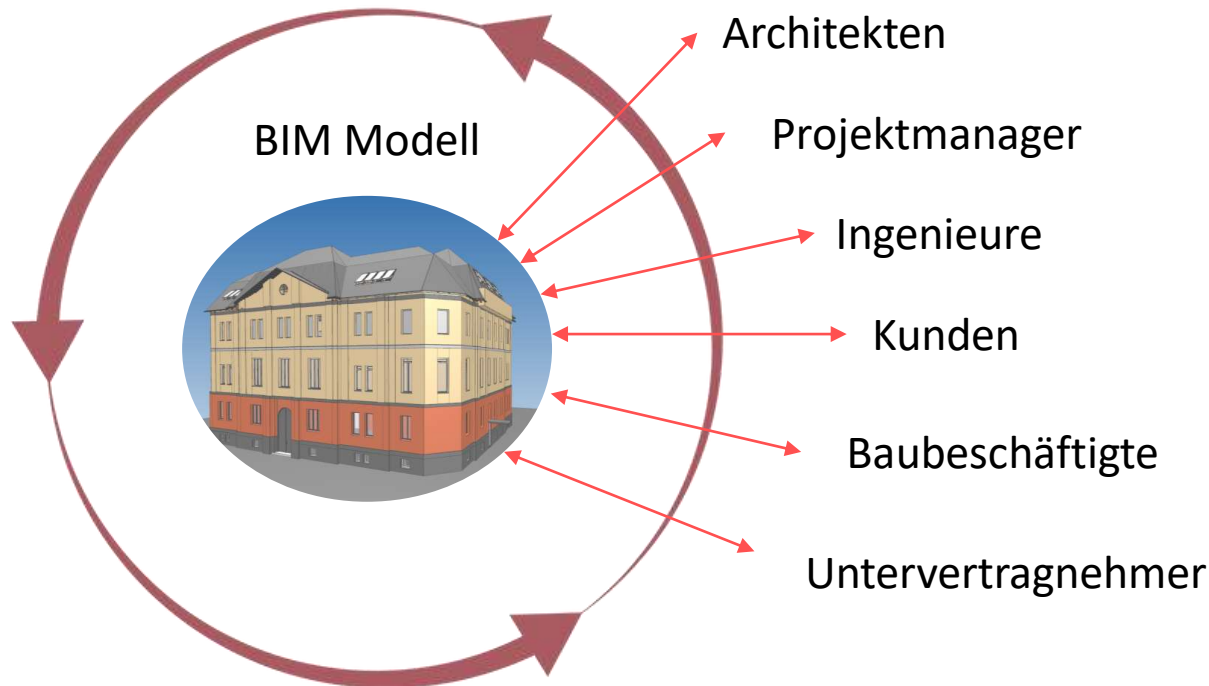 Architekten
BIM Modell
Projektmanager
Ingenieure
Kunden
Baubeschäftigte
Untervertragnehmer